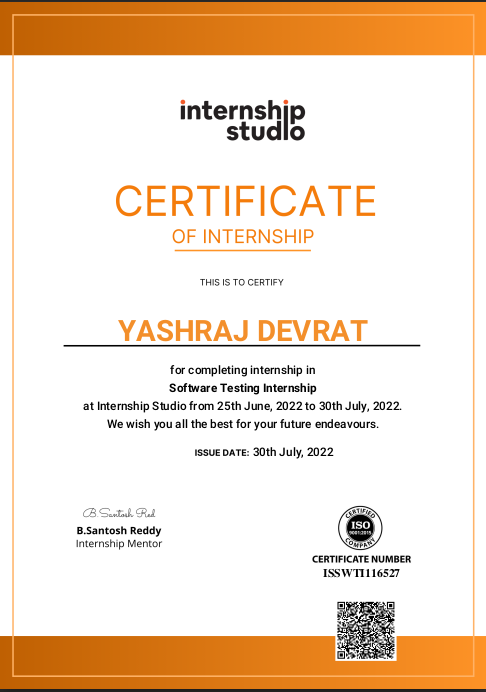 internship
studio
CERTIFICATE
OF INTERNSHIP
THIS IS TO CERTIFY
YASHRAJ DEVRAT
for completing internship in
Software Testing Internship
at Internship Studio from 25th June, 2022 to 30th July, 2022.
We wish you all the best for your future endeavours.
ISSUE DATE: 30th July, 2022
B.Santosh Red
B.Santosh Reddy
Internship Mentor
CERTIFIED
ISO
9001:2015
COMPANY
CERTIFICATE NUMBER
ISSWTI116527